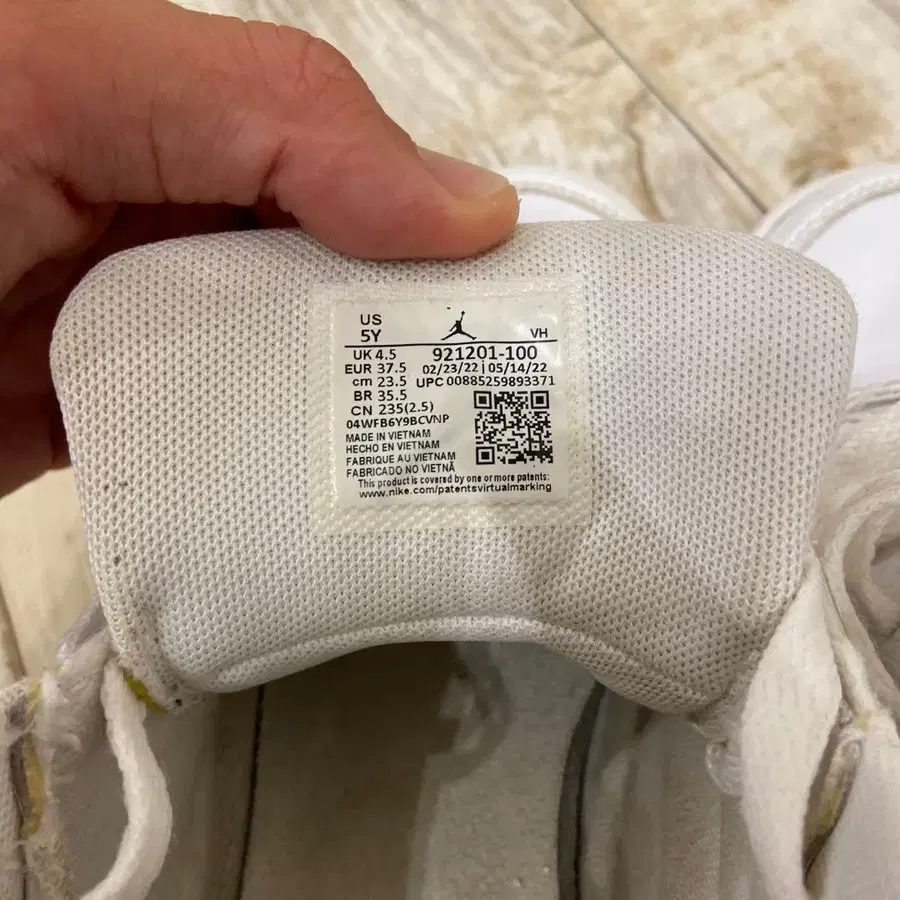 US
5Y
VH
UK 4.5
921201-100
EUR 37.5
02/23/22 | 05/14/22
cm 23.5
UPC 00885259893371
BR 35.5
CN 235(2.5)
04WFB6Y9BCVNP
MADE IN VIETNAM
HECHO EN VIETNAM
FABRIQUE AU VIETNAM
FABRICADO NO VIETNÃ
This product is covered by one or more patents:
www.nike.com/patentsvirtualmarking